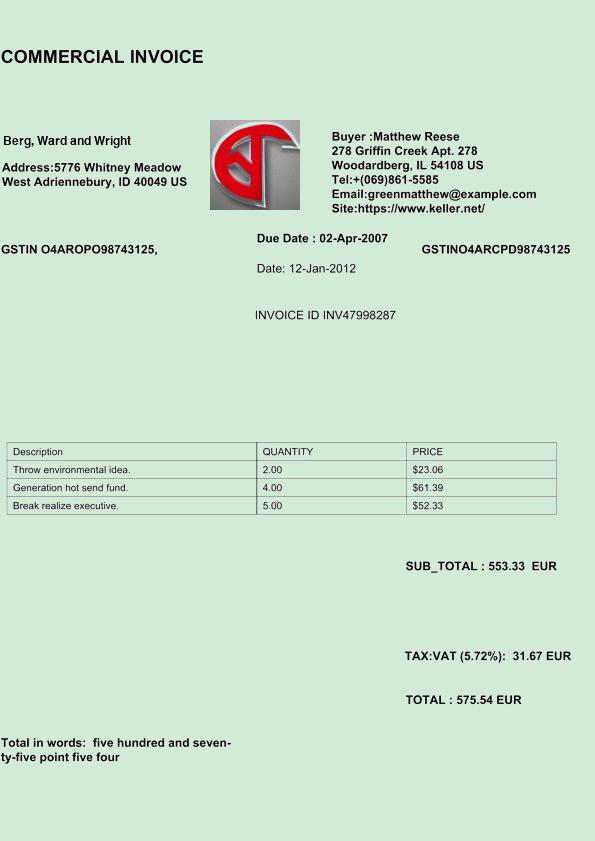 COMMERCIAL INVOICE
Berg, Ward and Wright
Address:5776 Whitney Meadow
West Adriennebury, ID 40049 US
Buyer :Matthew Reese
278 Griffin Creek Apt. 278
Woodardberg, IL 54108 US
Tel:+(069)861-5585
Email:greenmatthew@example.com
Site:https://www.keller.net/
GSTIN O4AROPO98743125,
Due Date : 02-Apr-2007
GSTINO4ARCPD98743125
Date: 12-Jan-2012
INVOICE ID INV47998287
Description QUANTITY PRICE
Throw environmental idea. 2.00 $23.06
Generation hot send fund. 4.00 $61.39
Break realize executive. 5.00 $52.33
SUB_TOTAL : 553.33 EUR
TAX:VAT (5.72%): 31.67 EUR
TOTAL : 575.54 EUR
Total in words: five hundred and seven-
ty-five point five four